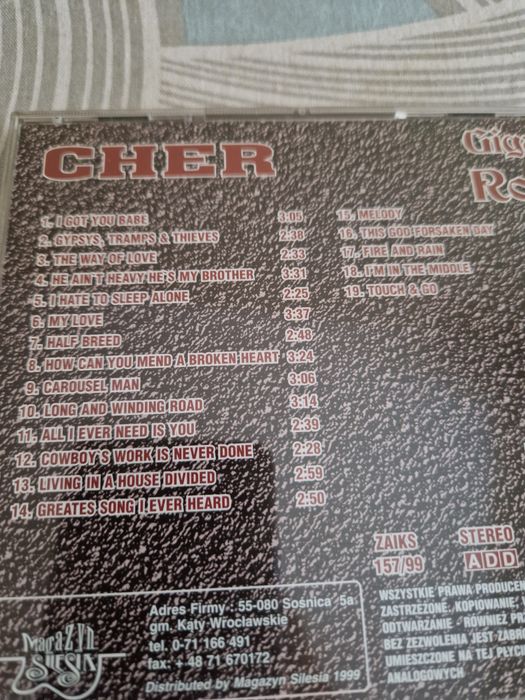 CHER
Gig
Ro
1. I GOT YOU BABE 3:05
2. GYPSYS, TRAMPS & THIEVES 2:38
3. THE WAY OF LOVE 2:33
4. HE AIN'T HEAVY HE'S MY BROTHER 3:31
5. I HATE TO SLEEP ALONE 2:25
6. MY LOVE 3:37
7. HALF BREED 2:48
8. HOW CAN YOU MEND A BROKEN HEART 3:24
9. CAROUSEL MAN 3:06
10. LONG AND WINDING ROAD 3:14
11. ALL I EVER NEED IS YOU 2:39
12. COWBOY'S WORK IS NEVER DONE 2:28
13. LIVING IN A HOUSE DIVIDED 2:59
14. GREATES SONG I EVER HEARD 2:50
15. MELODY
16. THIS GOD FORSAKEN DAY
17. FIRE AND RAIN
18. I'M IN THE MIDDLE
19. TOUCH & GO
ZAIKS
157/99
STEREO
ADD
Magazyn
SILESIA
Adres Firmy : 55-080 Sośnica 5a
gm. Kąty Wrocławskie
tel. 0-71 166 491
fax: + 48 71 670172
Distributed by Magazyn Silesia 1999
WSZYSTKIE PRAWA PRODUCEN
ZASTRZEŻONE. KOPIOWANIE,
ODTWARZANIE - RÓWNIEŻ PR
BEZ ZEZWOLENIA JEST ZABR
UMIESZCZONE NA TEJ PŁYC
ANALOGOWYCH.